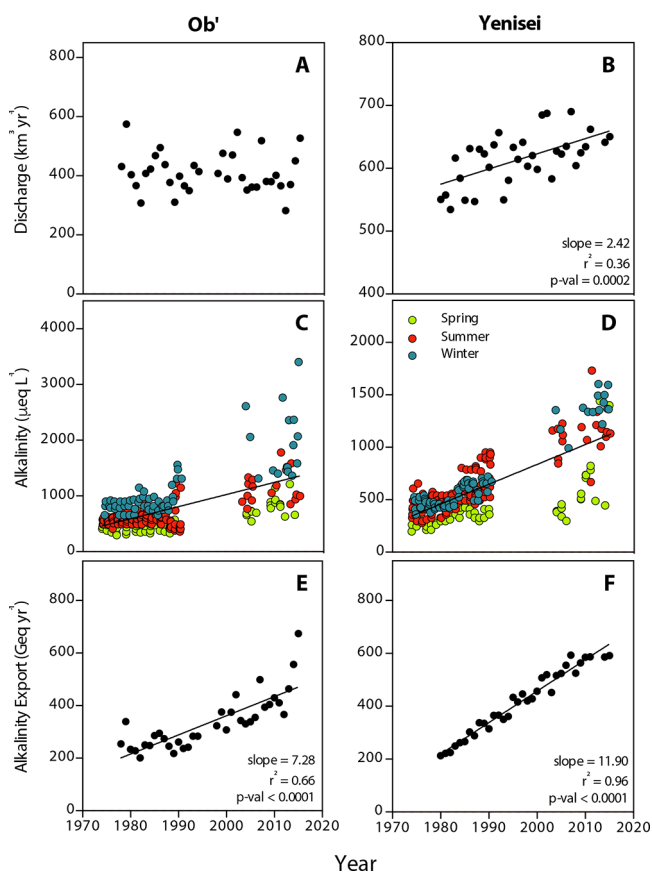 Ob' Yenisei
A B
Discharge (km³ yr⁻¹)
800 800
600 700
400 600
200 500
0 400
slope = 2.42
r² = 0.36
p-val = 0.0002
C D
Alkalinity (µeq L⁻¹)
Spring
Summer
Winter
4000 2000
3000 1500
2000 1000
1000 500
0 0
E F
Alkalinity Export (Geq yr⁻¹)
800 800
600 600
400 400
200 200
0 0
slope = 7.28
r² = 0.66
p-val < 0.0001
slope = 11.90
r² = 0.96
p-val < 0.0001
1970 1980 1990 2000 2010 2020 1970 1980 1990 2000 2010 2020
Year